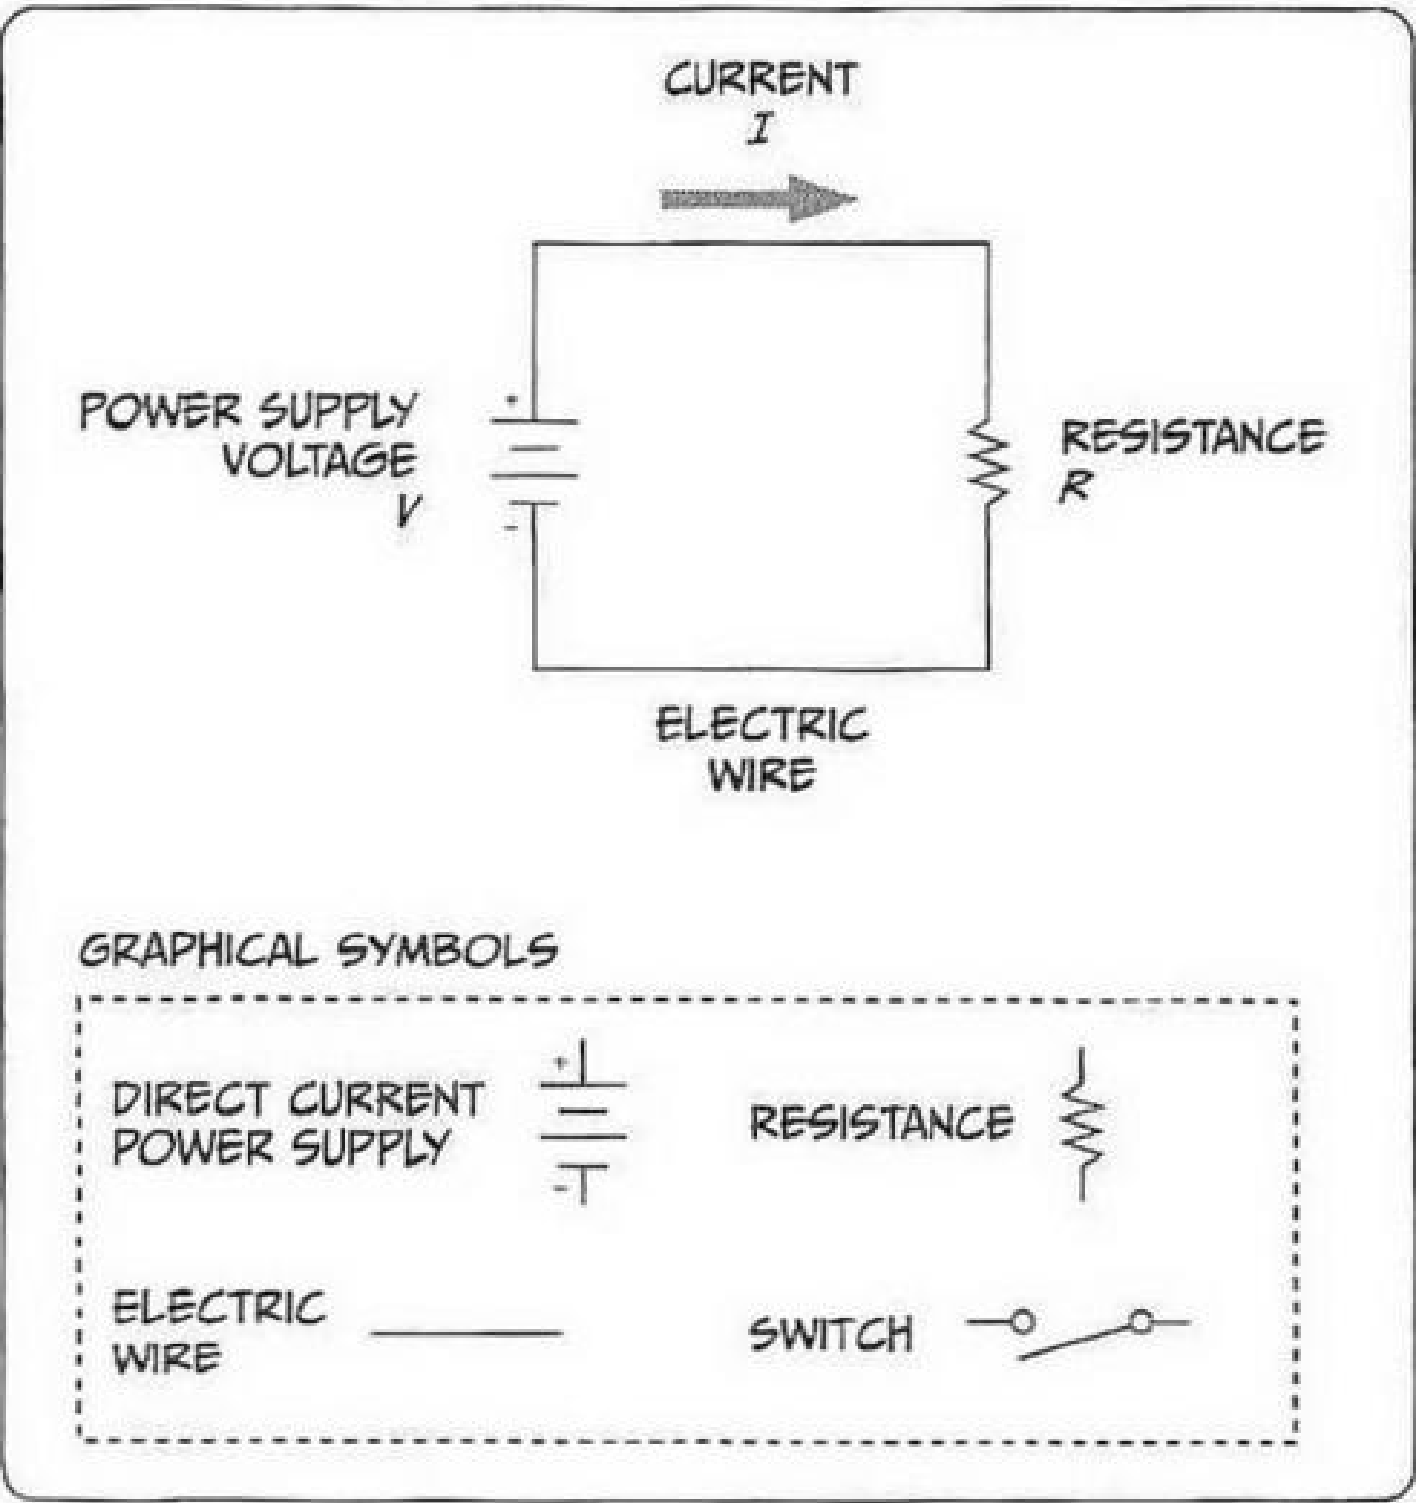 CURRENT
I
+
POWER SUPPLY
VOLTAGE
V
-
RESISTANCE
R
ELECTRIC
WIRE
GRAPHICAL SYMBOLS
DIRECT CURRENT
POWER SUPPLY
+
-
RESISTANCE
ELECTRIC
WIRE
SWITCH